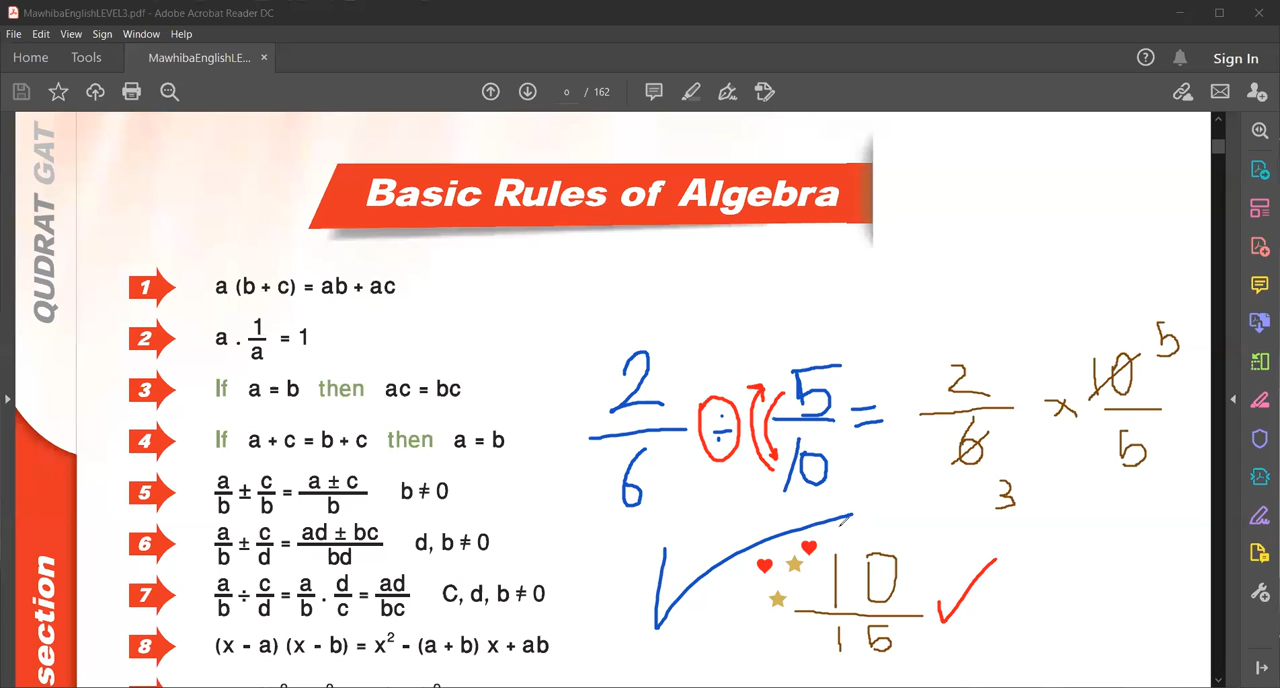 MawhibaEnglishLEVEL3.pdf - Adobe Acrobat Reader DC
File Edit View Sign Window Help
Home Tools MawhibaEnglishLE... × Sign In
0 / 162
QUDRAT GAT
Basic Rules of Algebra
1 a (b + c) = ab + ac
2 a . 1/a = 1
3 If a = b then ac = bc
4 If a + c = b + c then a = b
5 a/b ± c/b = (a ± c)/b b ≠ 0
6 a/b ± c/d = (ad ± bc)/bd d, b ≠ 0
7 a/b ÷ c/d = a/b . d/c = ad/bc C, d, b ≠ 0
8 (x - a) (x - b) = x² - (a + b) x + ab
section
2/6 ÷ 5/10 = 2/6 × 10/5
5
3
10/15